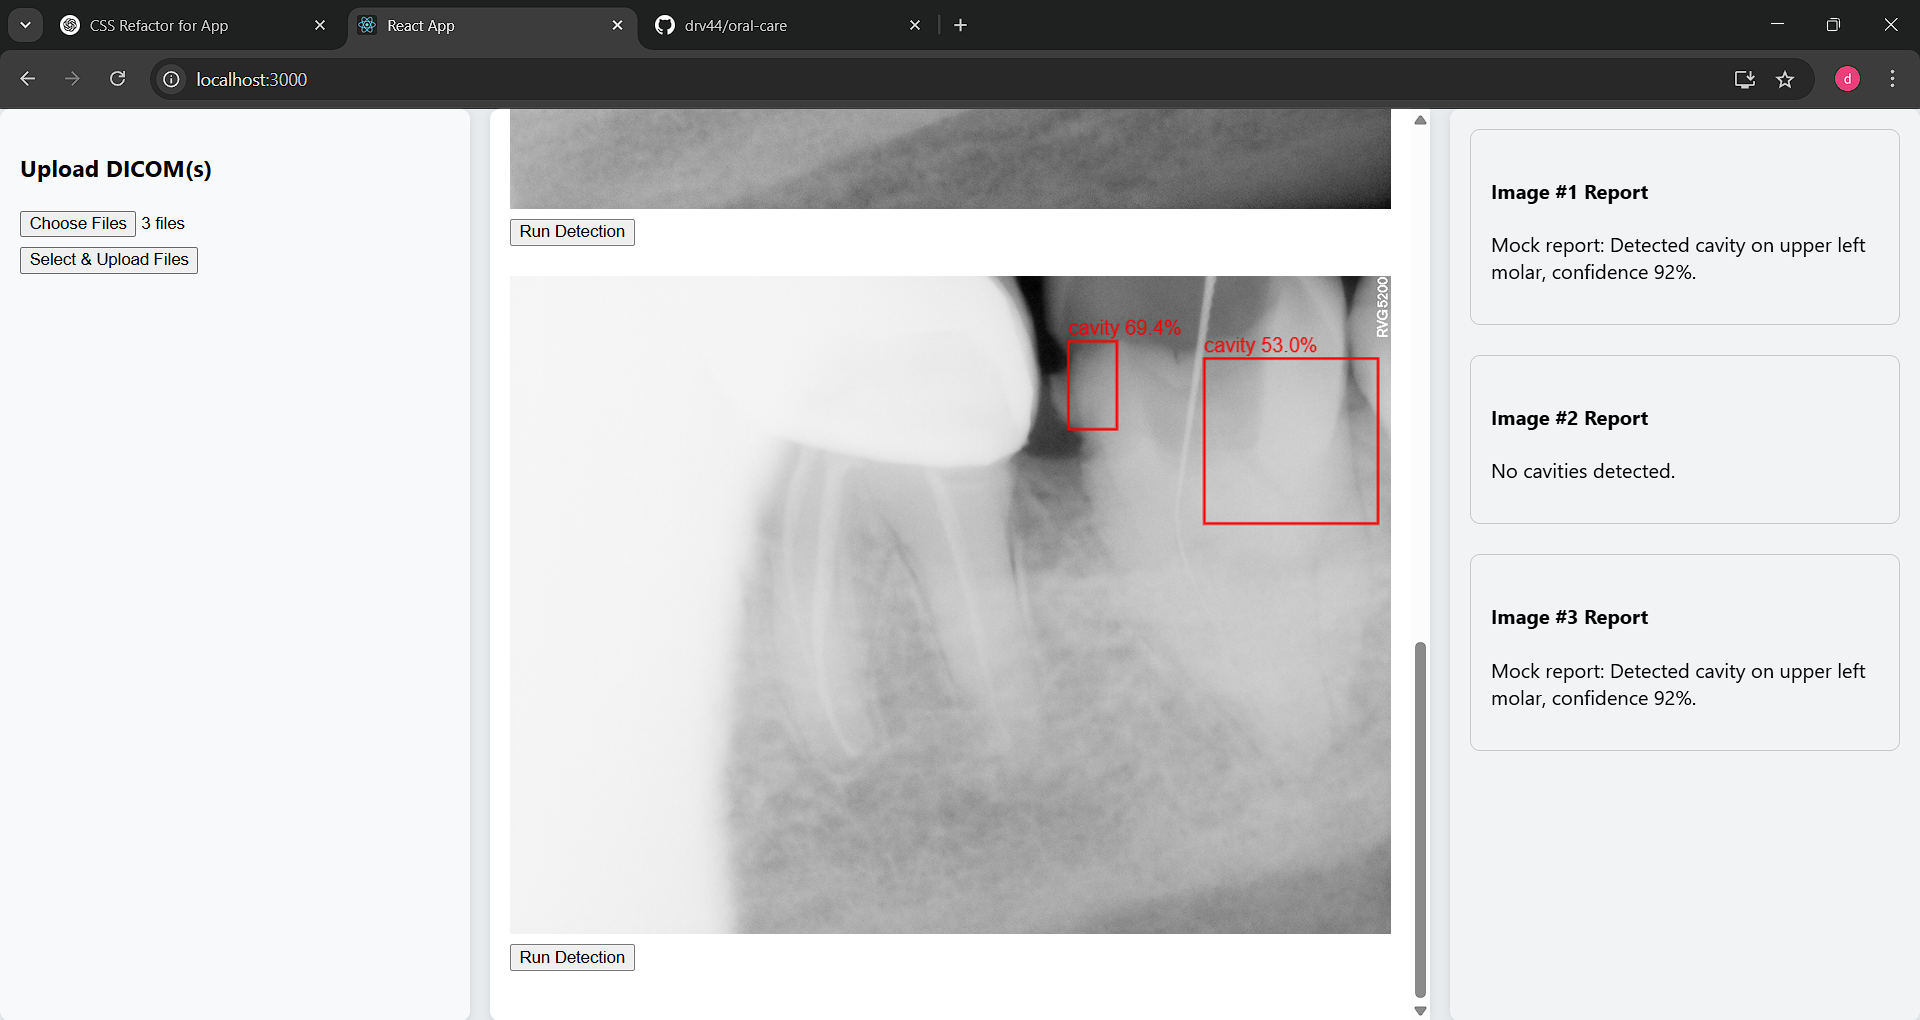 CSS Refactor for App
React App
drv44/oral-care
localhost:3000
d
Upload DICOM(s)
Choose Files 3 files
Select & Upload Files
Run Detection
RVG5200
cavity 69.4%
cavity 53.0%
Run Detection
Image #1 Report
Mock report: Detected cavity on upper left
molar, confidence 92%.
Image #2 Report
No cavities detected.
Image #3 Report
Mock report: Detected cavity on upper left
molar, confidence 92%.